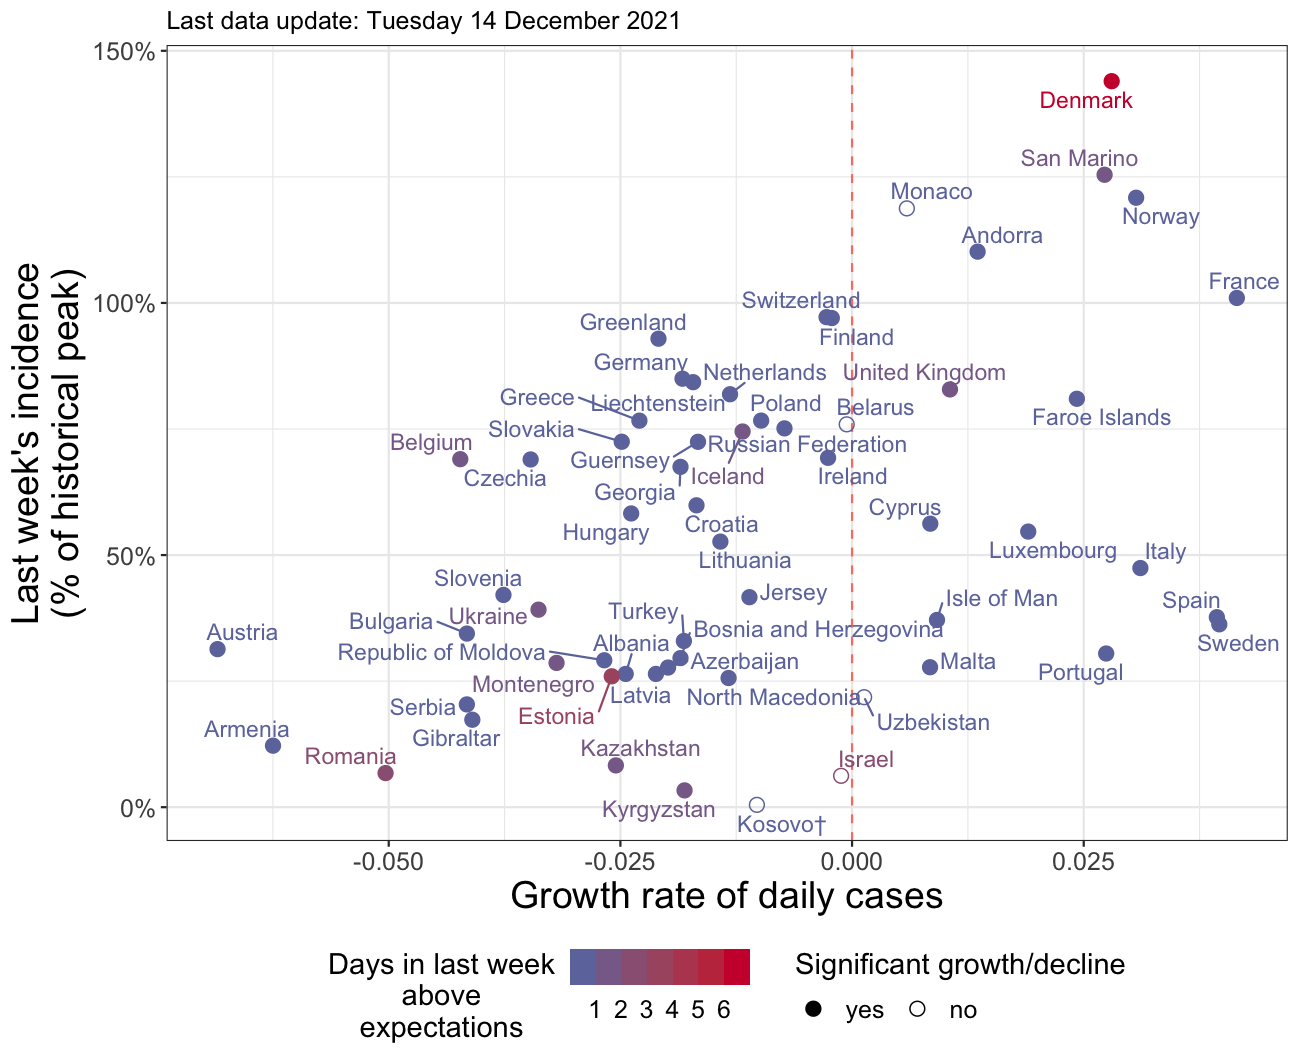 Last data update: Tuesday 14 December 2021
150%
100%
50%
0%
Last week's incidence
(% of historical peak)
Denmark
San Marino
Monaco
Norway
Andorra
France
Switzerland
Greenland
Finland
Germany
Netherlands
United Kingdom
Greece
Liechtenstein
Poland
Belarus
Faroe Islands
Slovakia
Belgium
Russian Federation
Guernsey
Czechia
Iceland
Ireland
Georgia
Cyprus
Croatia
Hungary
Luxembourg
Italy
Lithuania
Slovenia
Jersey
Isle of Man
Spain
Turkey
Ukraine
Bulgaria
Bosnia and Herzegovina
Austria
Albania
Sweden
Republic of Moldova
Azerbaijan
Malta
Portugal
Montenegro
Latvia
North Macedonia
Serbia
Estonia
Uzbekistan
Armenia
Gibraltar
Kazakhstan
Romania
Israel
Kyrgyzstan
Kosovo†
-0.050
-0.025
0.000
0.025
Growth rate of daily cases
Days in last week
above
expectations
1 2 3 4 5 6
Significant growth/decline
yes
no